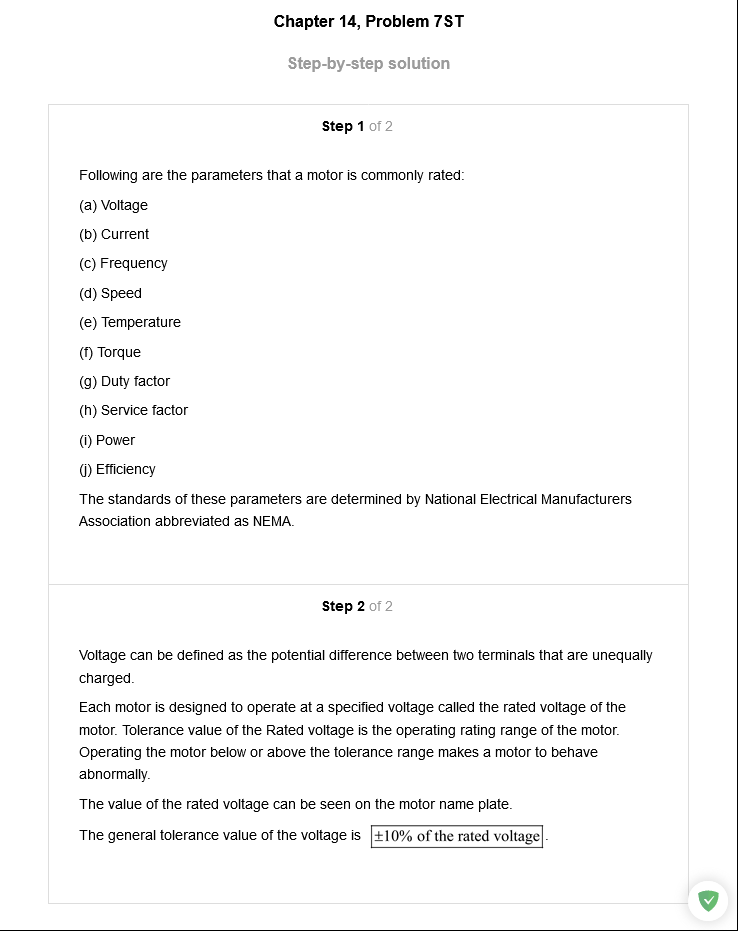 Chapter 14, Problem 7ST
Step-by-step solution
Step 1 of 2
Following are the parameters that a motor is commonly rated:
(a) Voltage
(b) Current
(c) Frequency
(d) Speed
(e) Temperature
(f) Torque
(g) Duty factor
(h) Service factor
(i) Power
(j) Efficiency
The standards of these parameters are determined by National Electrical Manufacturers
Association abbreviated as NEMA.
Step 2 of 2
Voltage can be defined as the potential difference between two terminals that are unequally
charged.
Each motor is designed to operate at a specified voltage called the rated voltage of the
motor. Tolerance value of the Rated voltage is the operating rating range of the motor.
Operating the motor below or above the tolerance range makes a motor to behave
abnormally.
The value of the rated voltage can be seen on the motor name plate.
The general tolerance value of the voltage is ±10% of the rated voltage.